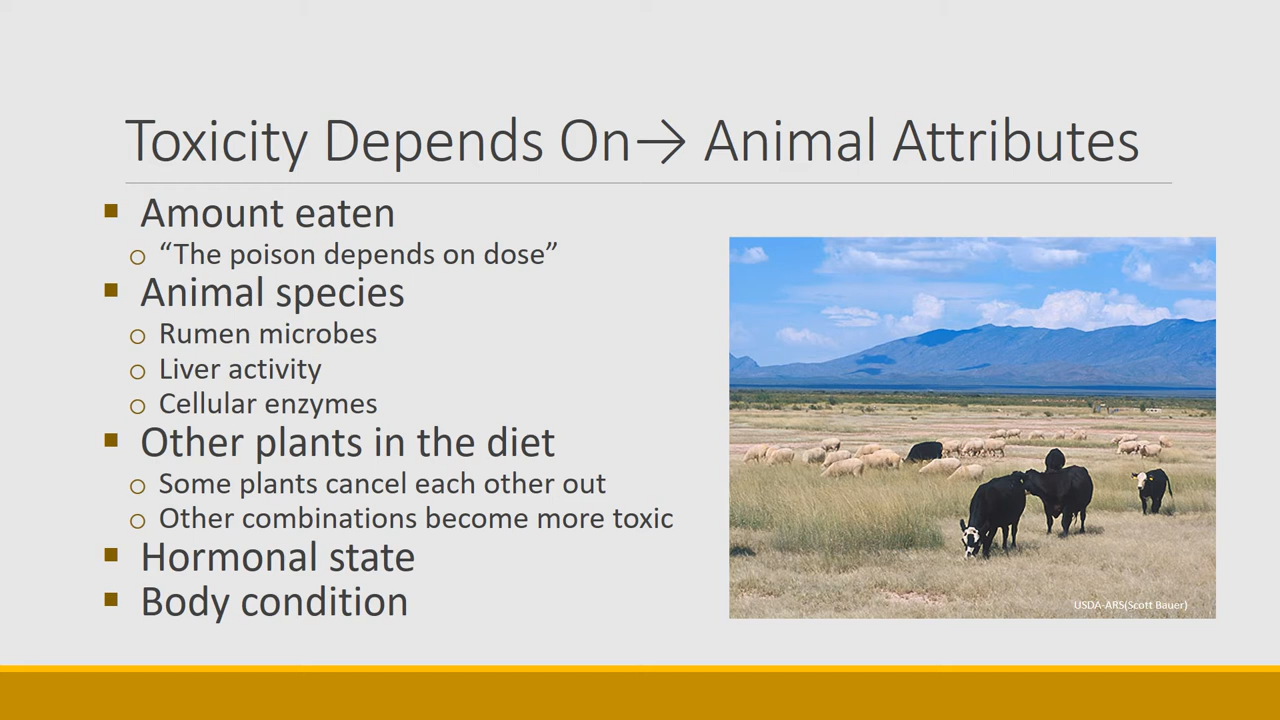 Toxicity Depends On→ Animal Attributes
▪ Amount eaten
o “The poison depends on dose”
▪ Animal species
o Rumen microbes
o Liver activity
o Cellular enzymes
▪ Other plants in the diet
o Some plants cancel each other out
o Other combinations become more toxic
▪ Hormonal state
▪ Body condition
USDA-ARS(Scott Bauer)